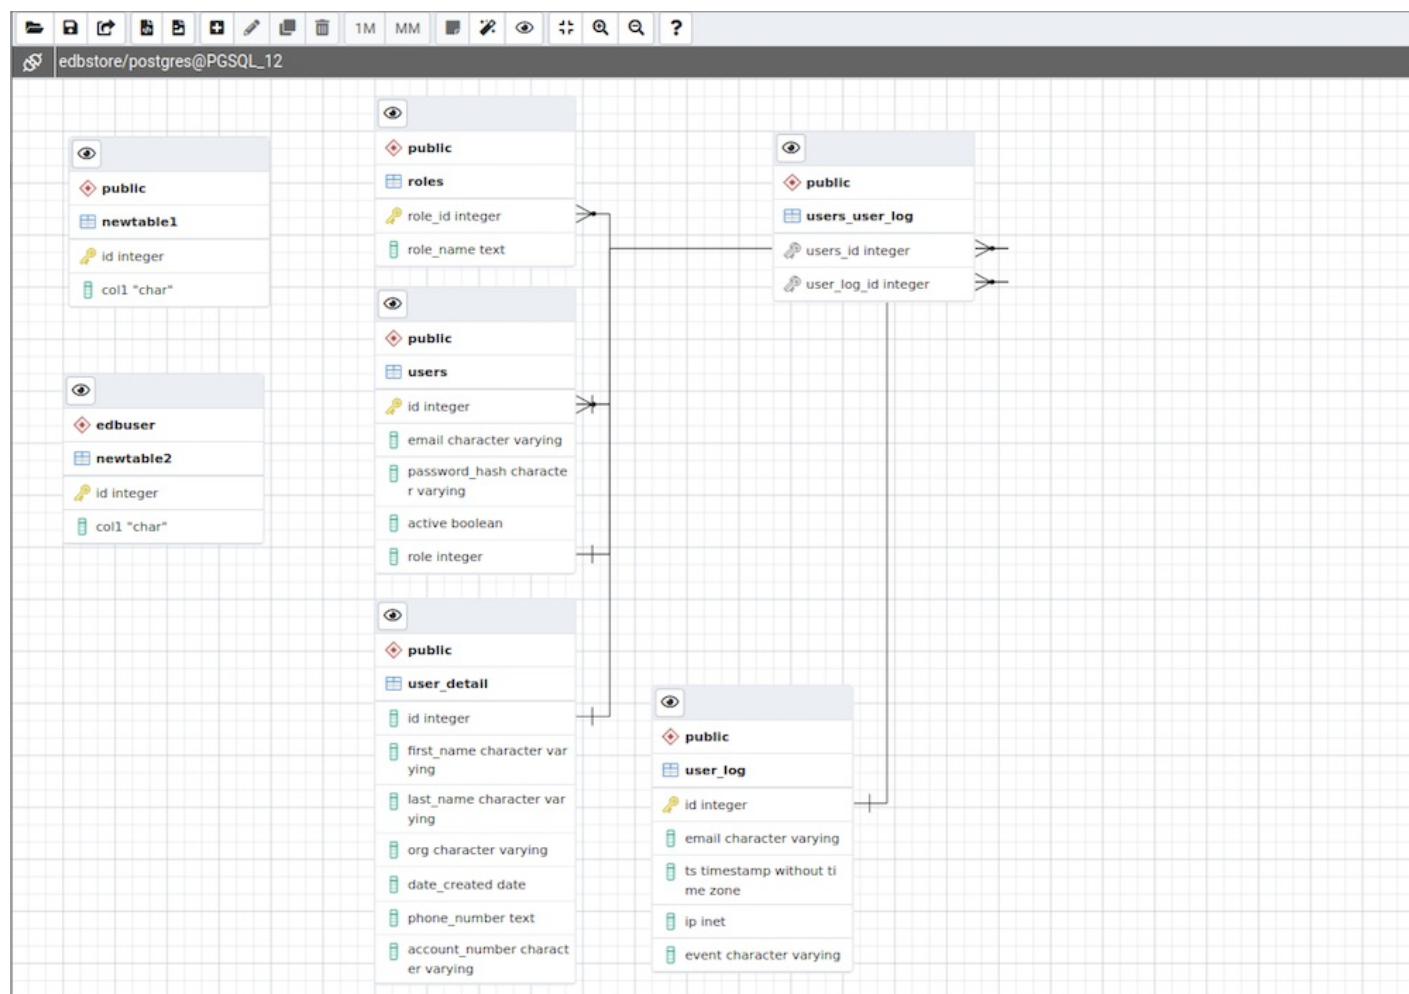 1M MM ?
edbstore/postgres@PGSQL_12
public
newtable1
id integer
col1 "char"
edbuser
newtable2
id integer
col1 "char"
public
roles
role_id integer
role_name text
public
users
id integer
email character varying
password_hash characte
r varying
active boolean
role integer
public
user_detail
id integer
first_name character var
ying
last_name character var
ying
org character varying
date_created date
phone_number text
account_number charact
er varying
public
users_user_log
users_id integer
user_log_id integer
public
user_log
id integer
email character varying
ts timestamp without ti
me zone
ip inet
event character varying